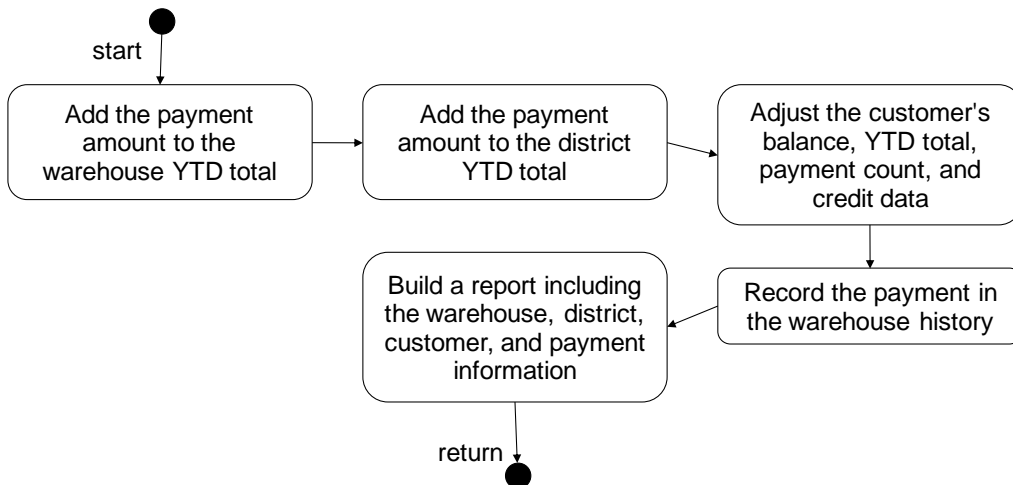 start
Add the payment
amount to the
warehouse YTD total
Add the payment
amount to the district
YTD total
Adjust the customer's
balance, YTD total,
payment count, and
credit data
Record the payment in
the warehouse history
Build a report including
the warehouse, district,
customer, and payment
information
return